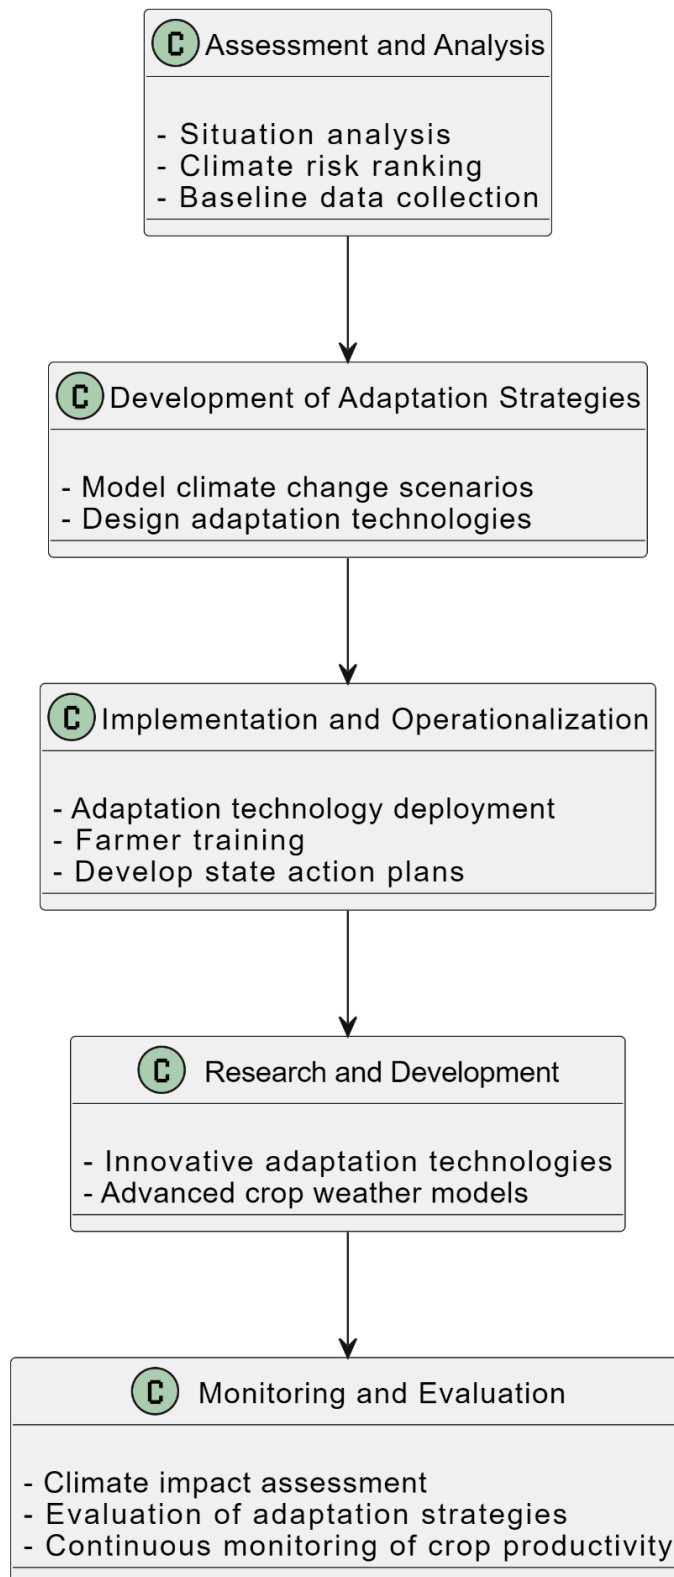 C Assessment and Analysis
- Situation analysis
- Climate risk ranking
- Baseline data collection
C Development of Adaptation Strategies
- Model climate change scenarios
- Design adaptation technologies
C Implementation and Operationalization
- Adaptation technology deployment
- Farmer training
- Develop state action plans
C Research and Development
- Innovative adaptation technologies
- Advanced crop weather models
C Monitoring and Evaluation
- Climate impact assessment
- Evaluation of adaptation strategies
- Continuous monitoring of crop productivity